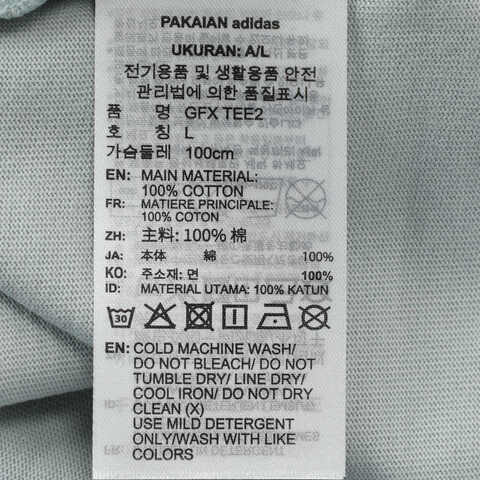 PAKAIAN adidas
UKURAN: A/L
전기용품 및 생활용품 안전
관리법에 의한 품질표시
품 명 GFX TEE2
호 칭 L
가슴둘레 100cm
EN: MAIN MATERIAL:
100% COTTON
FR: MATIERE PRINCIPALE:
100% COTON
ZH: 主料: 100% 棉
JA: 本体 綿 100%
KO: 주소재: 면 100%
ID: MATERIAL UTAMA: 100% KATUN
30
EN: COLD MACHINE WASH/
DO NOT BLEACH/ DO NOT
TUMBLE DRY/ LINE DRY/
COOL IRON/ DO NOT DRY
CLEAN (X)
USE MILD DETERGENT
ONLY/WASH WITH LIKE
COLORS